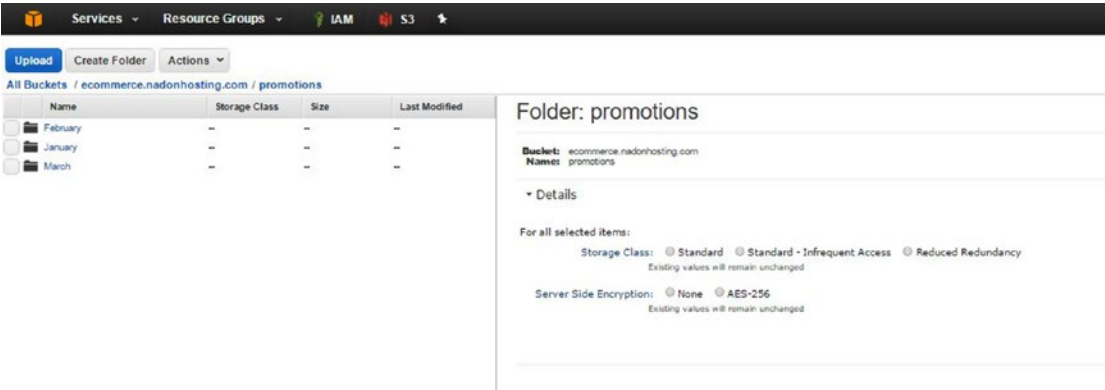 Services Resource Groups IAM S3
Upload Create Folder Actions
All Buckets / ecommerce.nadonhosting.com / promotions
Name Storage Class Size Last Modified
February -- -- --
January -- -- --
March -- -- --
Folder: promotions
Bucket: ecommerce.nadonhosting.com
Name: promotions
Details
For all selected items:
Storage Class: Standard Standard - Infrequent Access Reduced Redundancy
Existing values will remain unchanged
Server Side Encryption: None AES-256
Existing values will remain unchanged